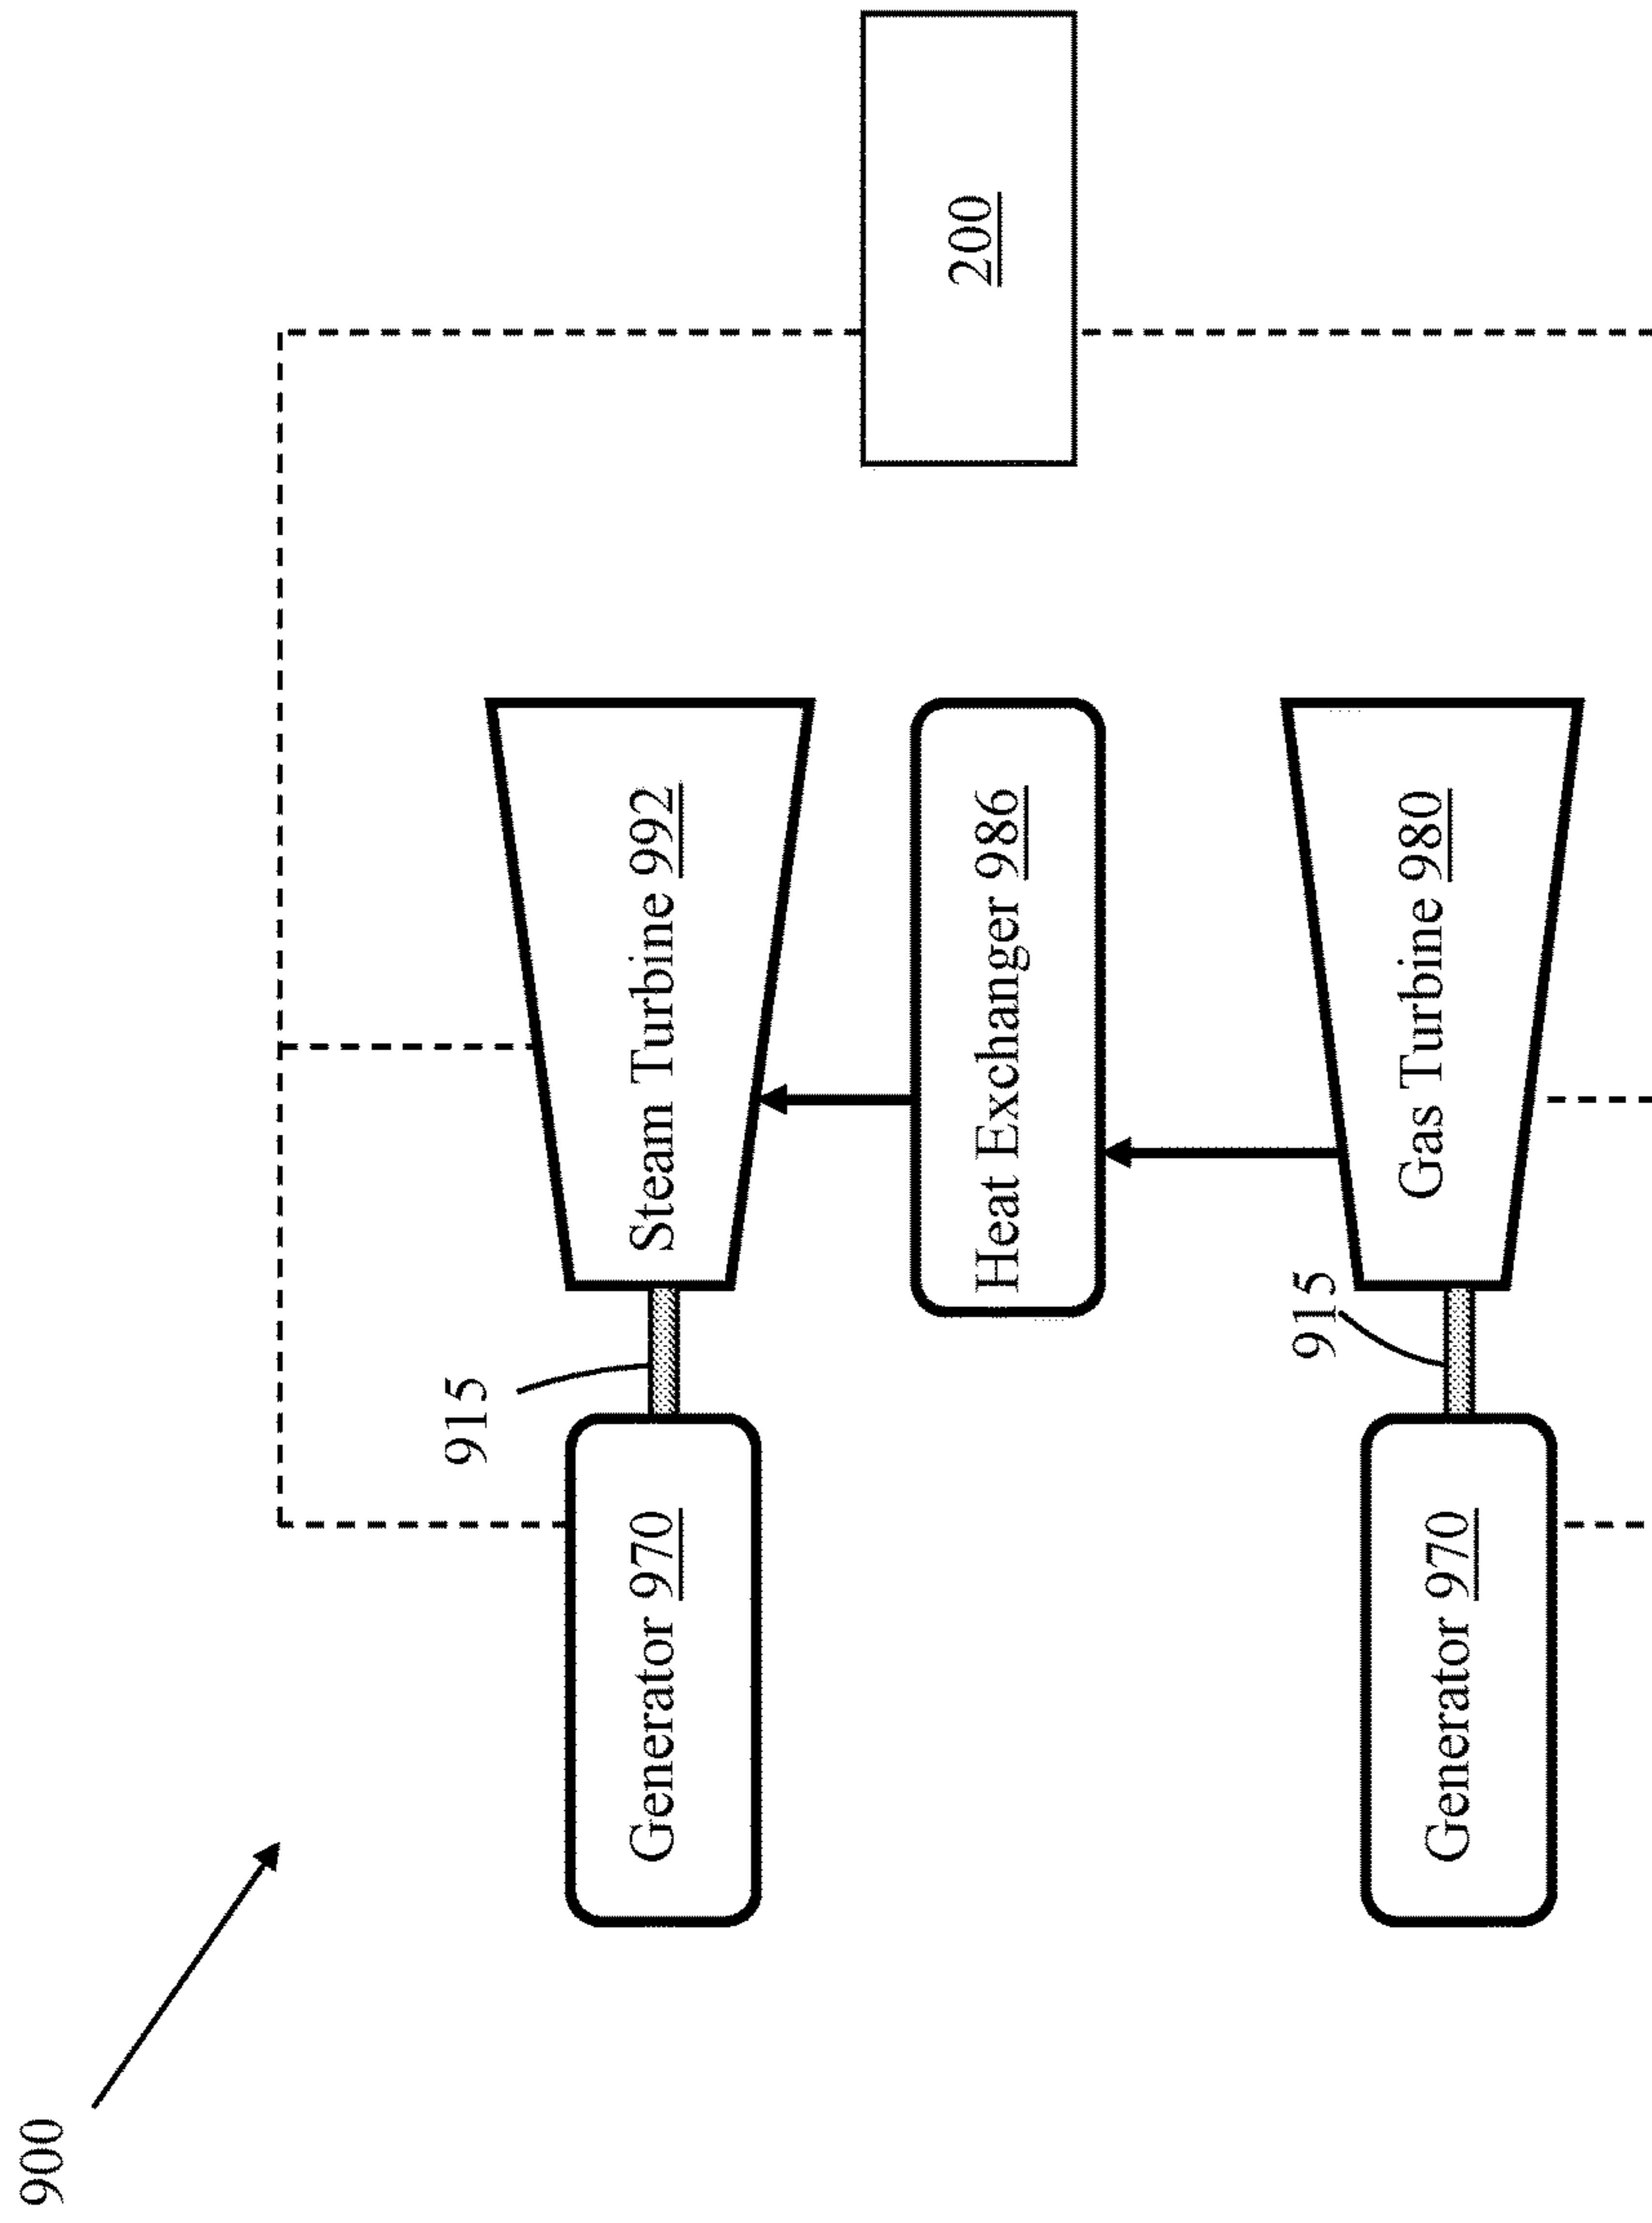 900
Generator 970
915
Steam Turbine 992
Heat Exchanger 986
200
Generator 970
915
Gas Turbine 980